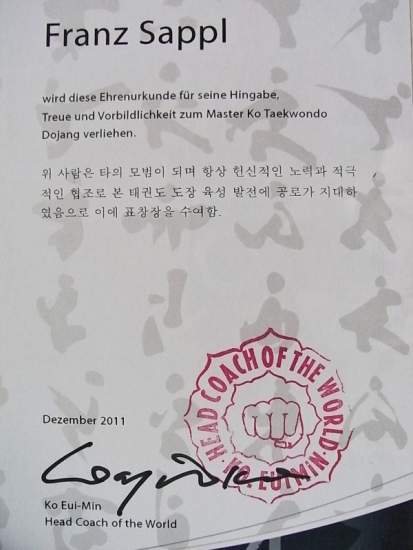 Franz Sappl
wird diese Ehrenurkunde für seine Hingabe,
Treue und Vorbildlichkeit zum Master Ko Taekwondo
Dojang verliehen.
위 사람은 타의 모범이 되며 항상 헌신적인 노력과 적극
적인 협조로 본 태권도 도장 육성 발전에 공로가 지대하
였음으로 이에 표창장을 수여함.
HEAD COACH OF THE WORLD · KO, EUI MIN ·
Dezember 2011
Ko Eui-Min
Head Coach of the World